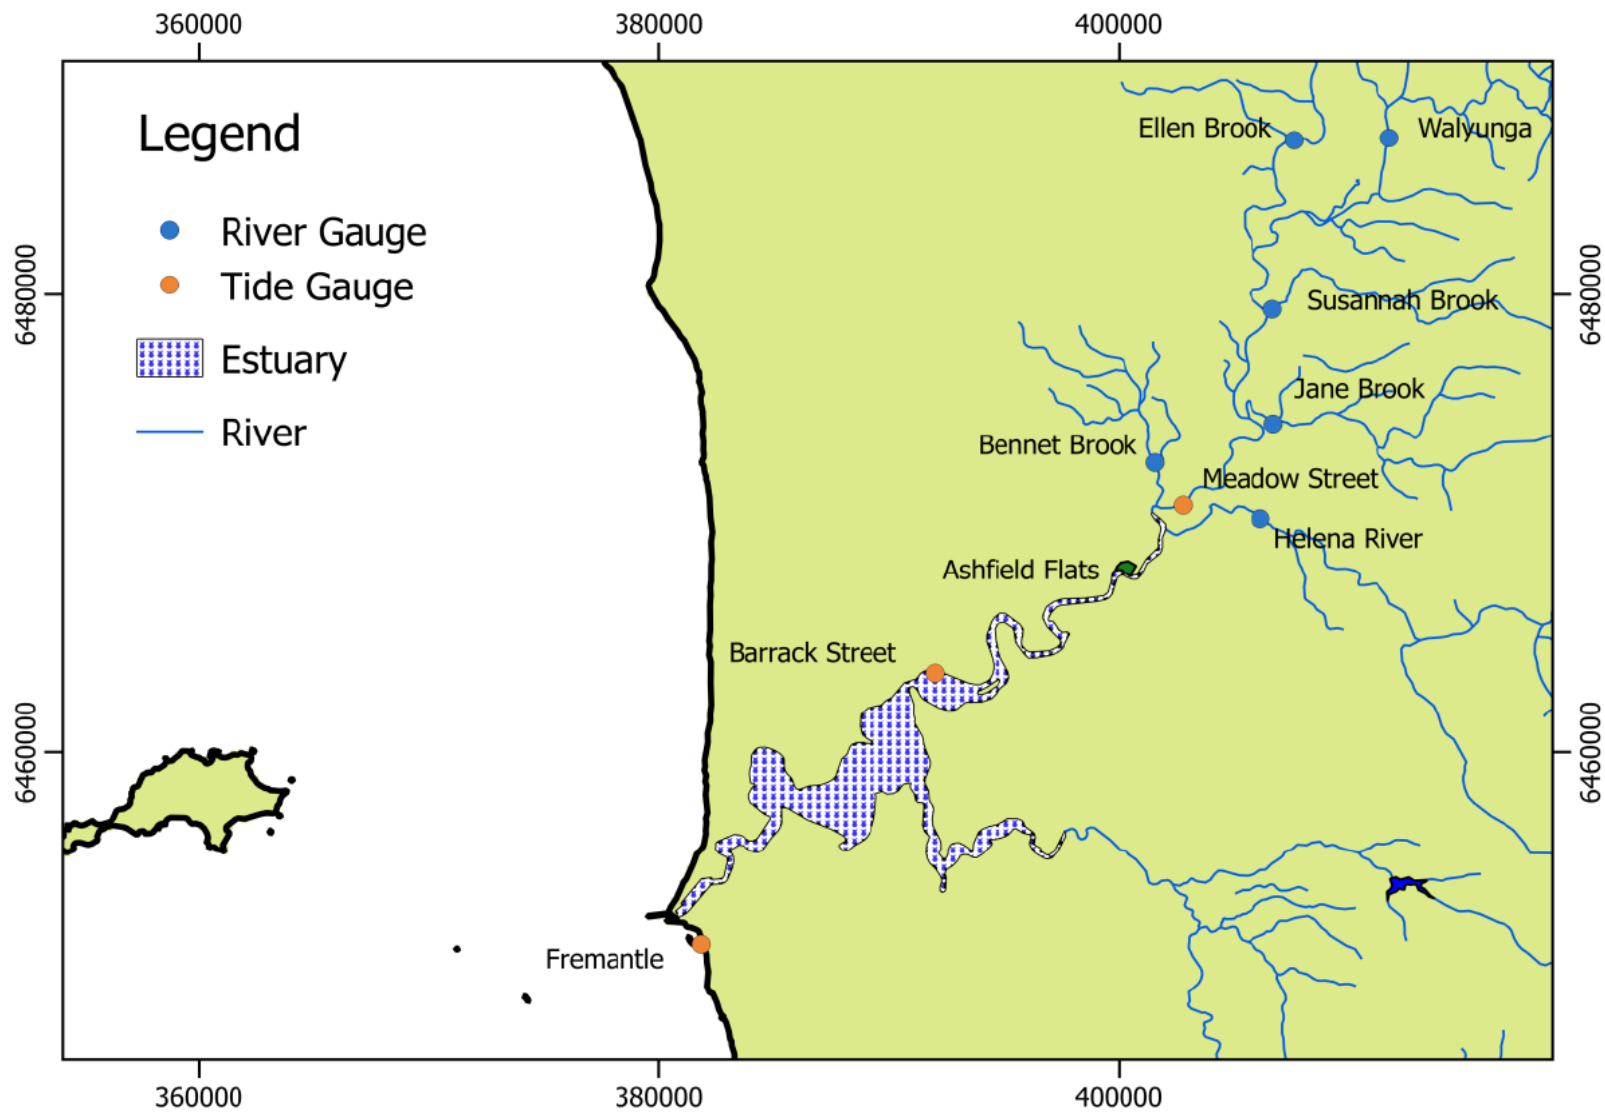 360000
380000
400000
Legend
River Gauge
Tide Gauge
Estuary
River
Ellen Brook
Walyunga
6480000
6480000
Susannah Brook
Jane Brook
Bennet Brook
Meadow Street
Helena River
Ashfield Flats
Barrack Street
6460000
6460000
Fremantle
360000
380000
400000